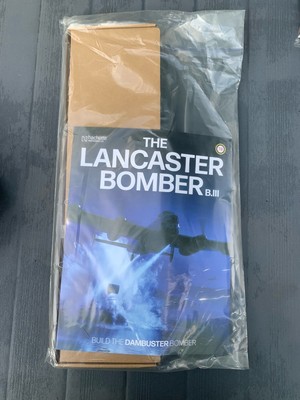 THE
LANCASTER
BOMBER B.III
BUILD THE DAMBUSTER BOMBER